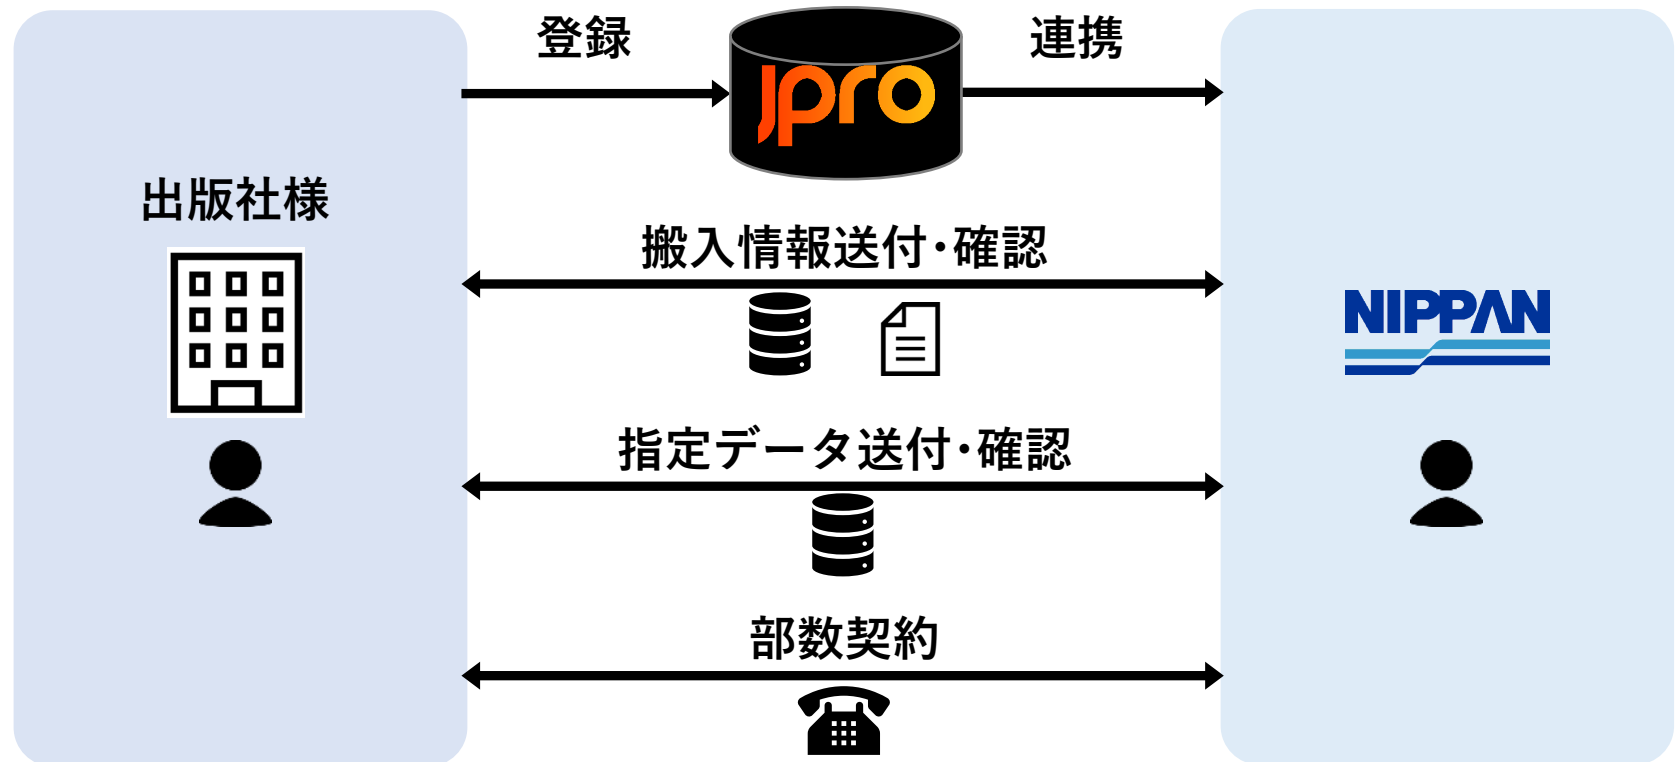 登録
jpro
連携
出版社様
搬入情報送付・確認
NIPPAN
指定データ送付・確認
部数契約